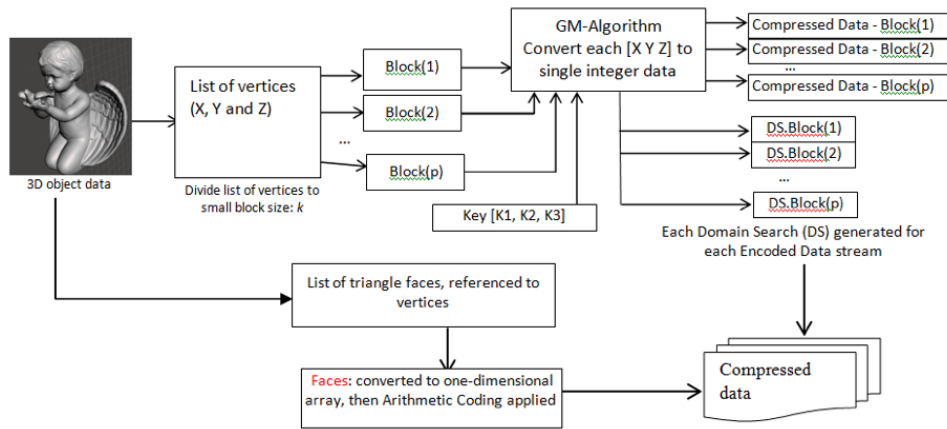 3D object data
List of vertices
(X, Y and Z)
Divide list of vertices to
small block size: k
Block(1)
Block(2)
...
Block(p)
Key [K1, K2, K3]
GM-Algorithm
Convert each [X Y Z] to
single integer data
Compressed Data - Block(1)
Compressed Data - Block(2)
...
Compressed Data - Block(p)
DS.Block(1)
DS.Block(2)
...
DS.Block(p)
Each Domain Search (DS) generated for
each Encoded Data stream
List of triangle faces, referenced to
vertices
Faces: converted to one-dimensional
array, then Arithmetic Coding applied
Compressed
data